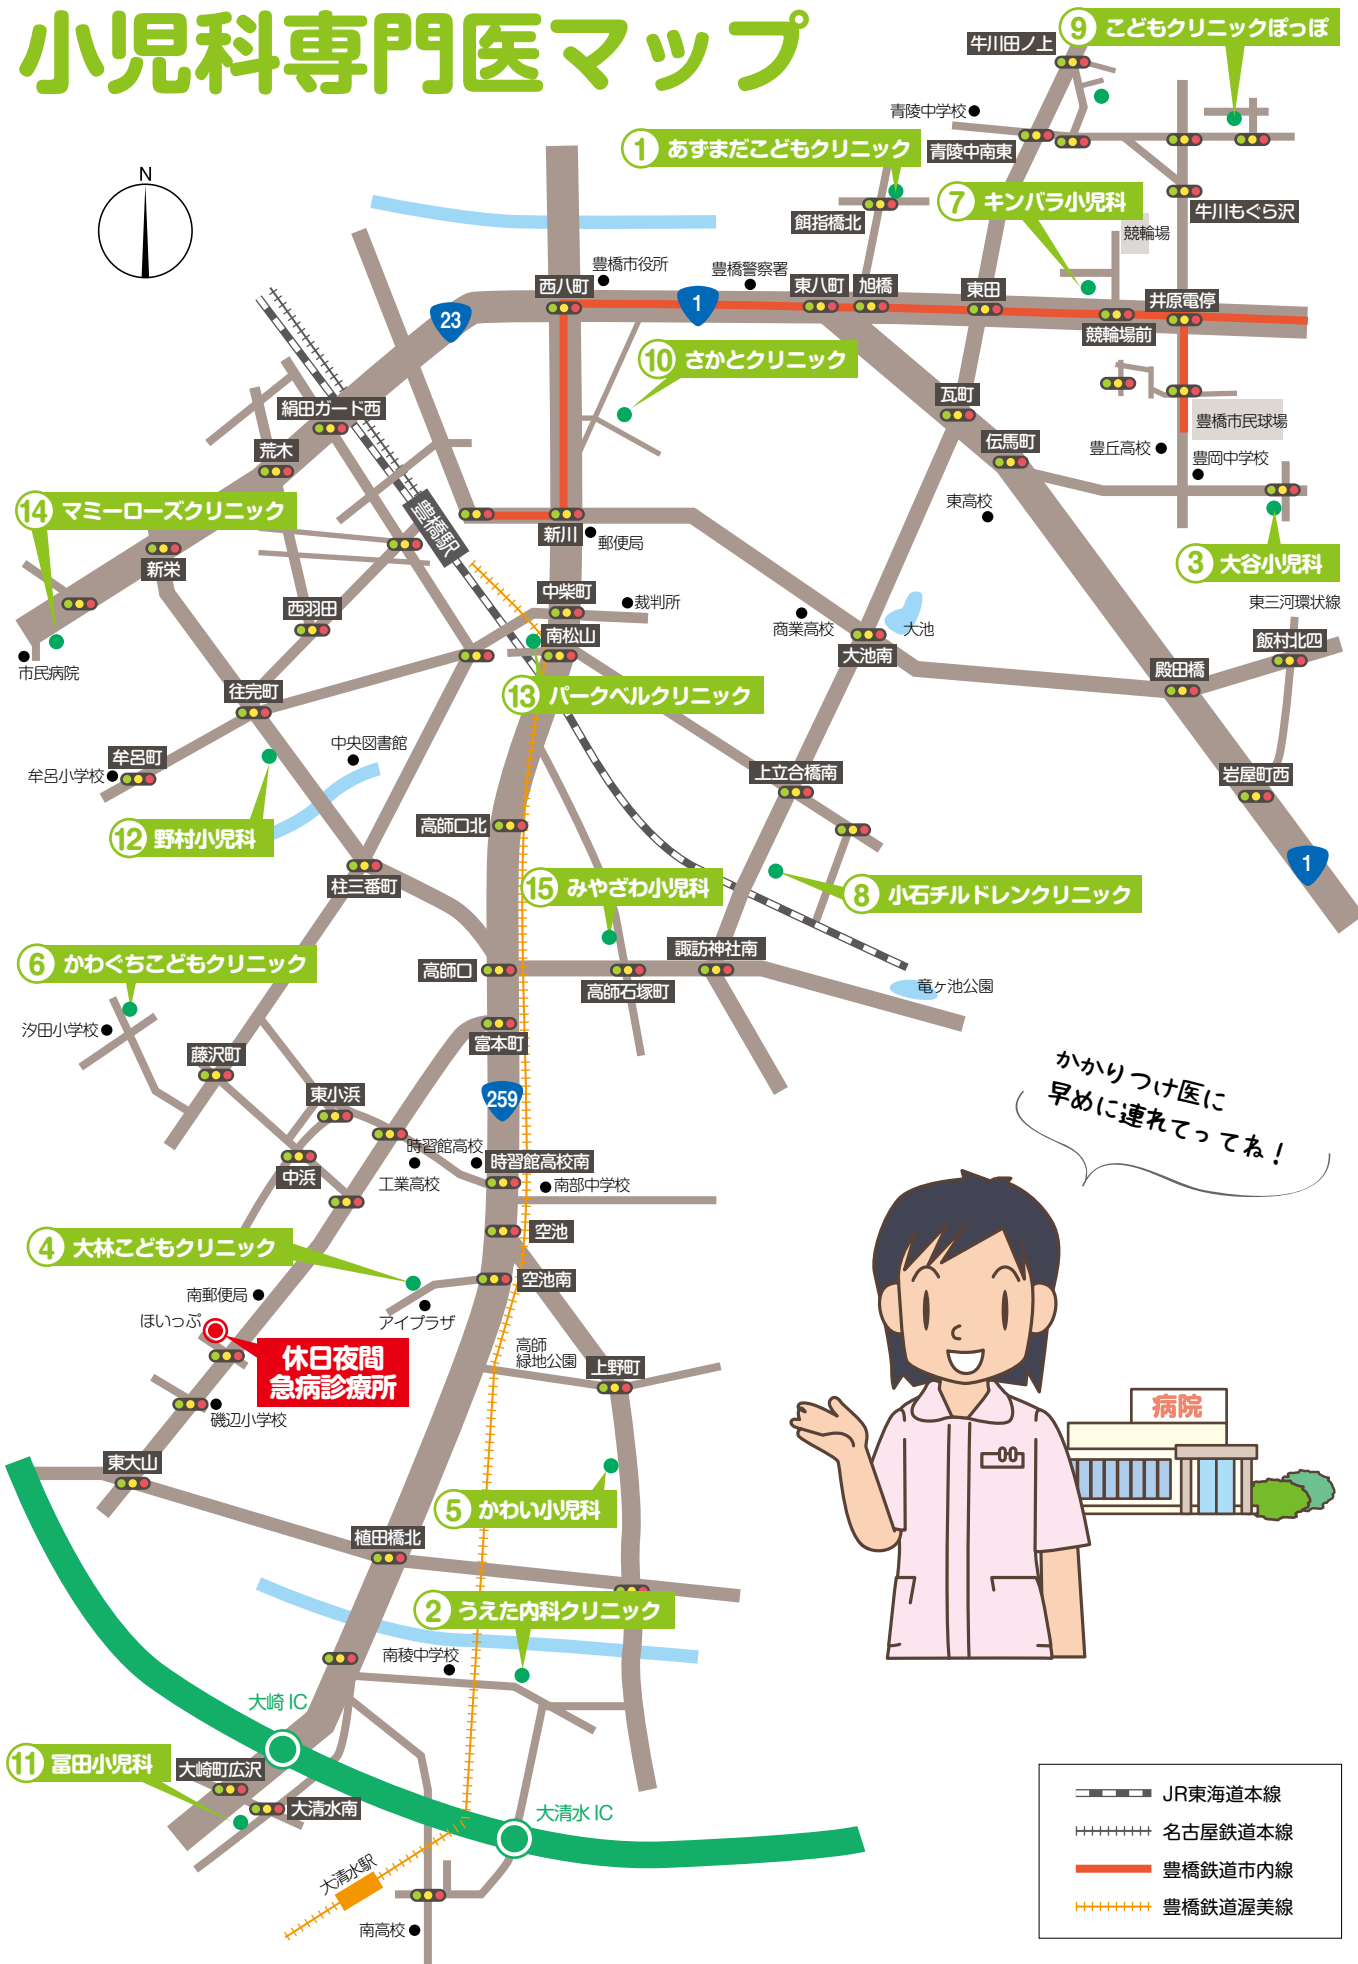 小児科専門医マップ
⑨ こどもクリニックぽっぽ
牛川田ノ上
青陵中学校
① あずまだこどもクリニック
青陵中南東
N
⑦ キンバラ小児科
牛川もぐら沢
餌指橋北
競輪場
豊橋市役所
豊橋警察署
西八町
東八町
旭橋
東田
井原電停
1
23
競輪場前
⑩ さかとクリニック
瓦町
絹田ガード西
豊橋市民球場
伝馬町
荒木
豊丘高校
豊岡中学校
東高校
⑭ マミーローズクリニック
豊橋駅
新川
郵便局
新栄
③ 大谷小児科
中柴町
裁判所
東三河環状線
西羽田
商業高校
大池
南松山
飯村北四
大池南
市民病院
殿田橋
往完町
⑬ パークベルクリニック
中央図書館
牟呂町
牟呂小学校
上立合橋南
岩屋町西
高師口北
⑫ 野村小児科
1
柱三番町
⑮ みやざわ小児科
⑧ 小石チルドレンクリニック
諏訪神社南
⑥ かわぐちこどもクリニック
高師口
高師石塚町
竜ヶ池公園
汐田小学校
富本町
藤沢町
かかりつけ医に
早めに連れてってね！
東小浜
259
時習館高校
時習館高校南
中浜
工業高校
南部中学校
空池
④ 大林こどもクリニック
空池南
南郵便局
ほいっぷ
アイプラザ
休日夜間
急病診療所
高師
緑地公園
上野町
磯辺小学校
病院
東大山
⑤ かわい小児科
植田橋北
② うえた内科クリニック
南稜中学校
大崎IC
⑪ 冨田小児科
大崎町広沢
大清水南
大清水IC
大清水駅
南高校
JR東海道本線
名古屋鉄道本線
豊橋鉄道市内線
豊橋鉄道渥美線